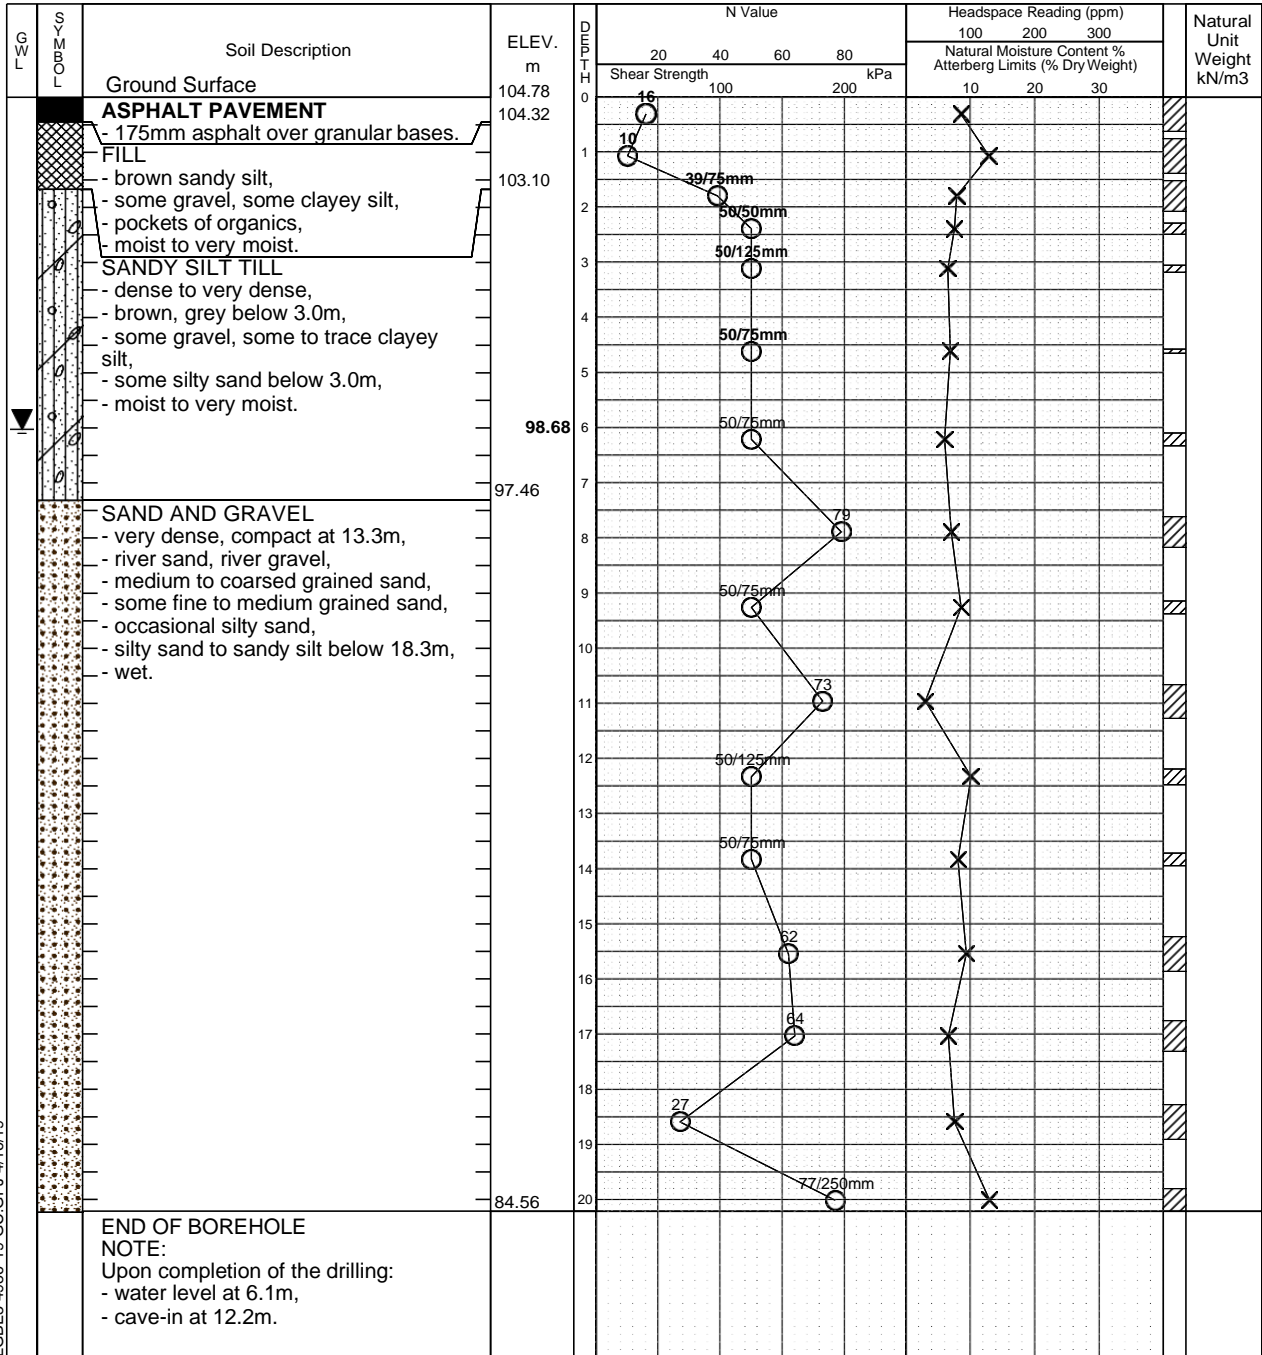 GWL
SYMBOL
Soil Description
Ground Surface
ELEV.
m
104.78
DEPTH
N Value
20 40 60 80
Shear Strength kPa
100 200
Headspace Reading (ppm)
100 200 300
Natural Moisture Content %
Atterberg Limits (% Dry Weight)
10 20 30
Natural
Unit
Weight
kN/m3
ASPHALT PAVEMENT
104.32
- 175mm asphalt over granular bases.
FILL
- brown sandy silt,
103.10
- some gravel, some clayey silt,
- pockets of organics,
- moist to very moist.
SANDY SILT TILL
- dense to very dense,
- brown, grey below 3.0m,
- some gravel, some to trace clayey
silt,
- some silty sand below 3.0m,
- moist to very moist.
98.68
97.46
SAND AND GRAVEL
- very dense, compact at 13.3m,
- river sand, river gravel,
- medium to coarsed grained sand,
- some fine to medium grained sand,
- occasional silty sand,
- silty sand to sandy silt below 18.3m,
- wet.
84.56
END OF BOREHOLE
NOTE:
Upon completion of the drilling:
- water level at 6.1m,
- cave-in at 12.2m.
0
1
2
3
4
5
6
7
8
9
10
11
12
13
14
15
16
17
18
19
20
16
10
39/75mm
50/50mm
50/125mm
50/75mm
50/75mm
79
50/75mm
73
50/125mm
50/75mm
62
64
27
77/250mm